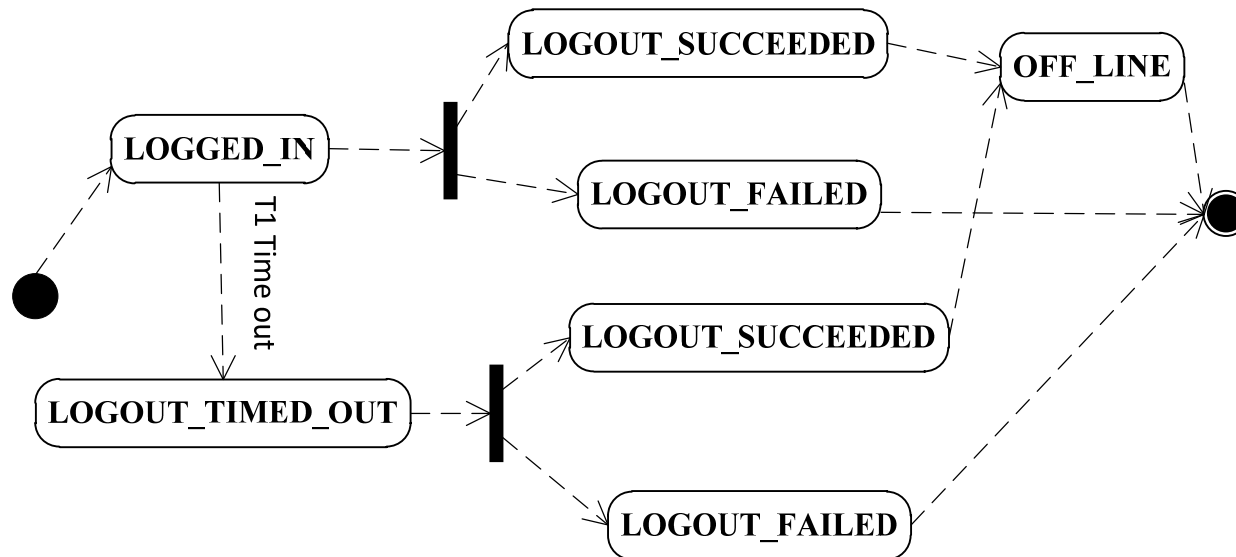 LOGOUT_SUCCEEDED
OFF_LINE
LOGGED_IN
LOGOUT_FAILED
T1 Time out
LOGOUT_SUCCEEDED
LOGOUT_TIMED_OUT
LOGOUT_FAILED